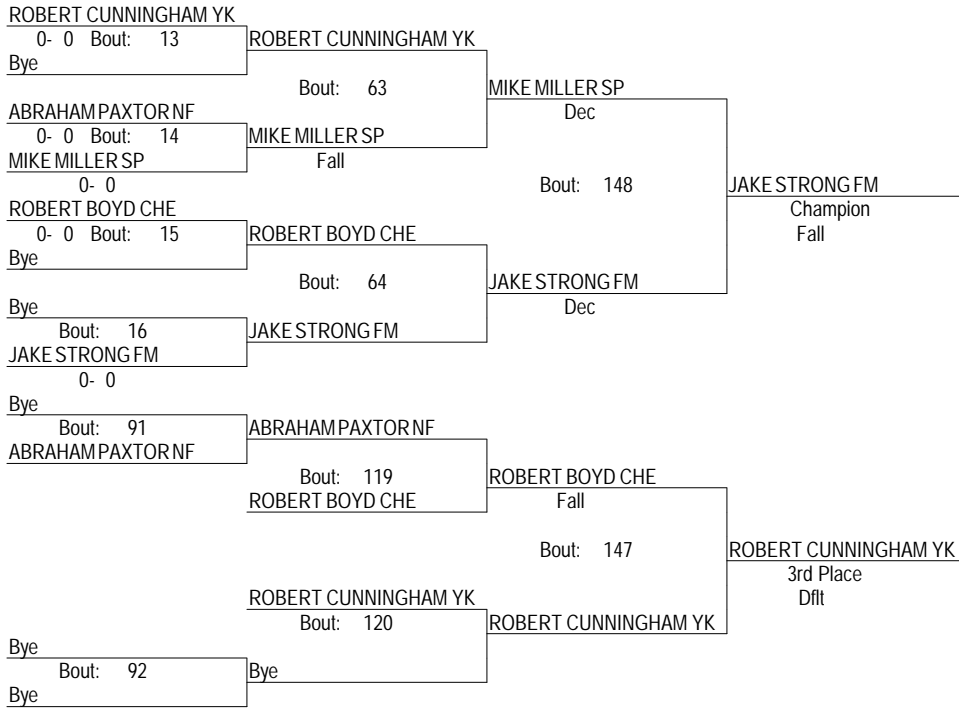 ROBERT CUNNINGHAM YK
0- 0 Bout: 13 ROBERT CUNNINGHAM YK
Bye
Bout: 63 MIKE MILLER SP
ABRAHAM PAXTOR NF Dec
0- 0 Bout: 14 MIKE MILLER SP
MIKE MILLER SP Fall
0- 0 Bout: 148 JAKE STRONG FM
ROBERT BOYD CHE Champion
0- 0 Bout: 15 ROBERT BOYD CHE Fall
Bye
Bout: 64 JAKE STRONG FM
Bye Dec
Bout: 16 JAKE STRONG FM
JAKE STRONG FM
0- 0
Bye
Bout: 91 ABRAHAM PAXTOR NF
ABRAHAM PAXTOR NF
Bout: 119 ROBERT BOYD CHE
ROBERT BOYD CHE Fall
Bout: 147 ROBERT CUNNINGHAM YK
3rd Place
ROBERT CUNNINGHAM YK Dflt
Bout: 120 ROBERT CUNNINGHAM YK
Bye
Bout: 92 Bye
Bye